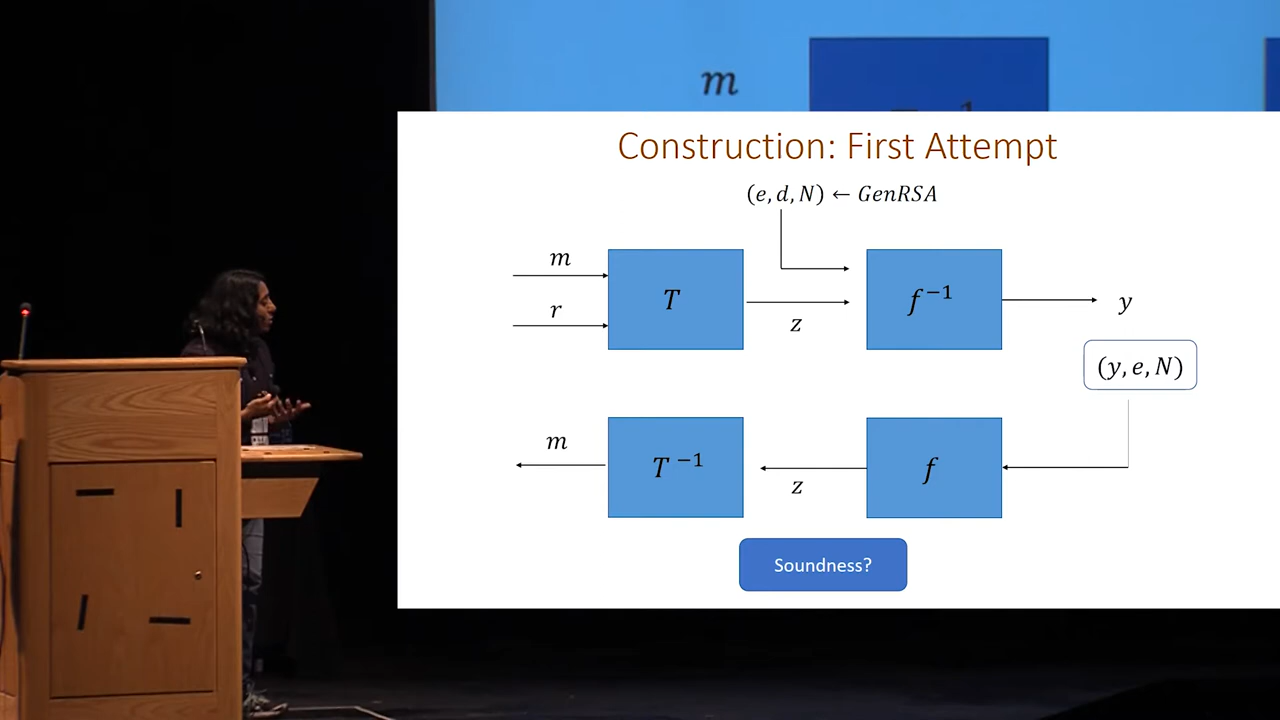 m
Construction: First Attempt
(e, d, N) ← GenRSA
m
r
T
z
f⁻¹
y
(y, e, N)
m
T⁻¹
z
f
Soundness?